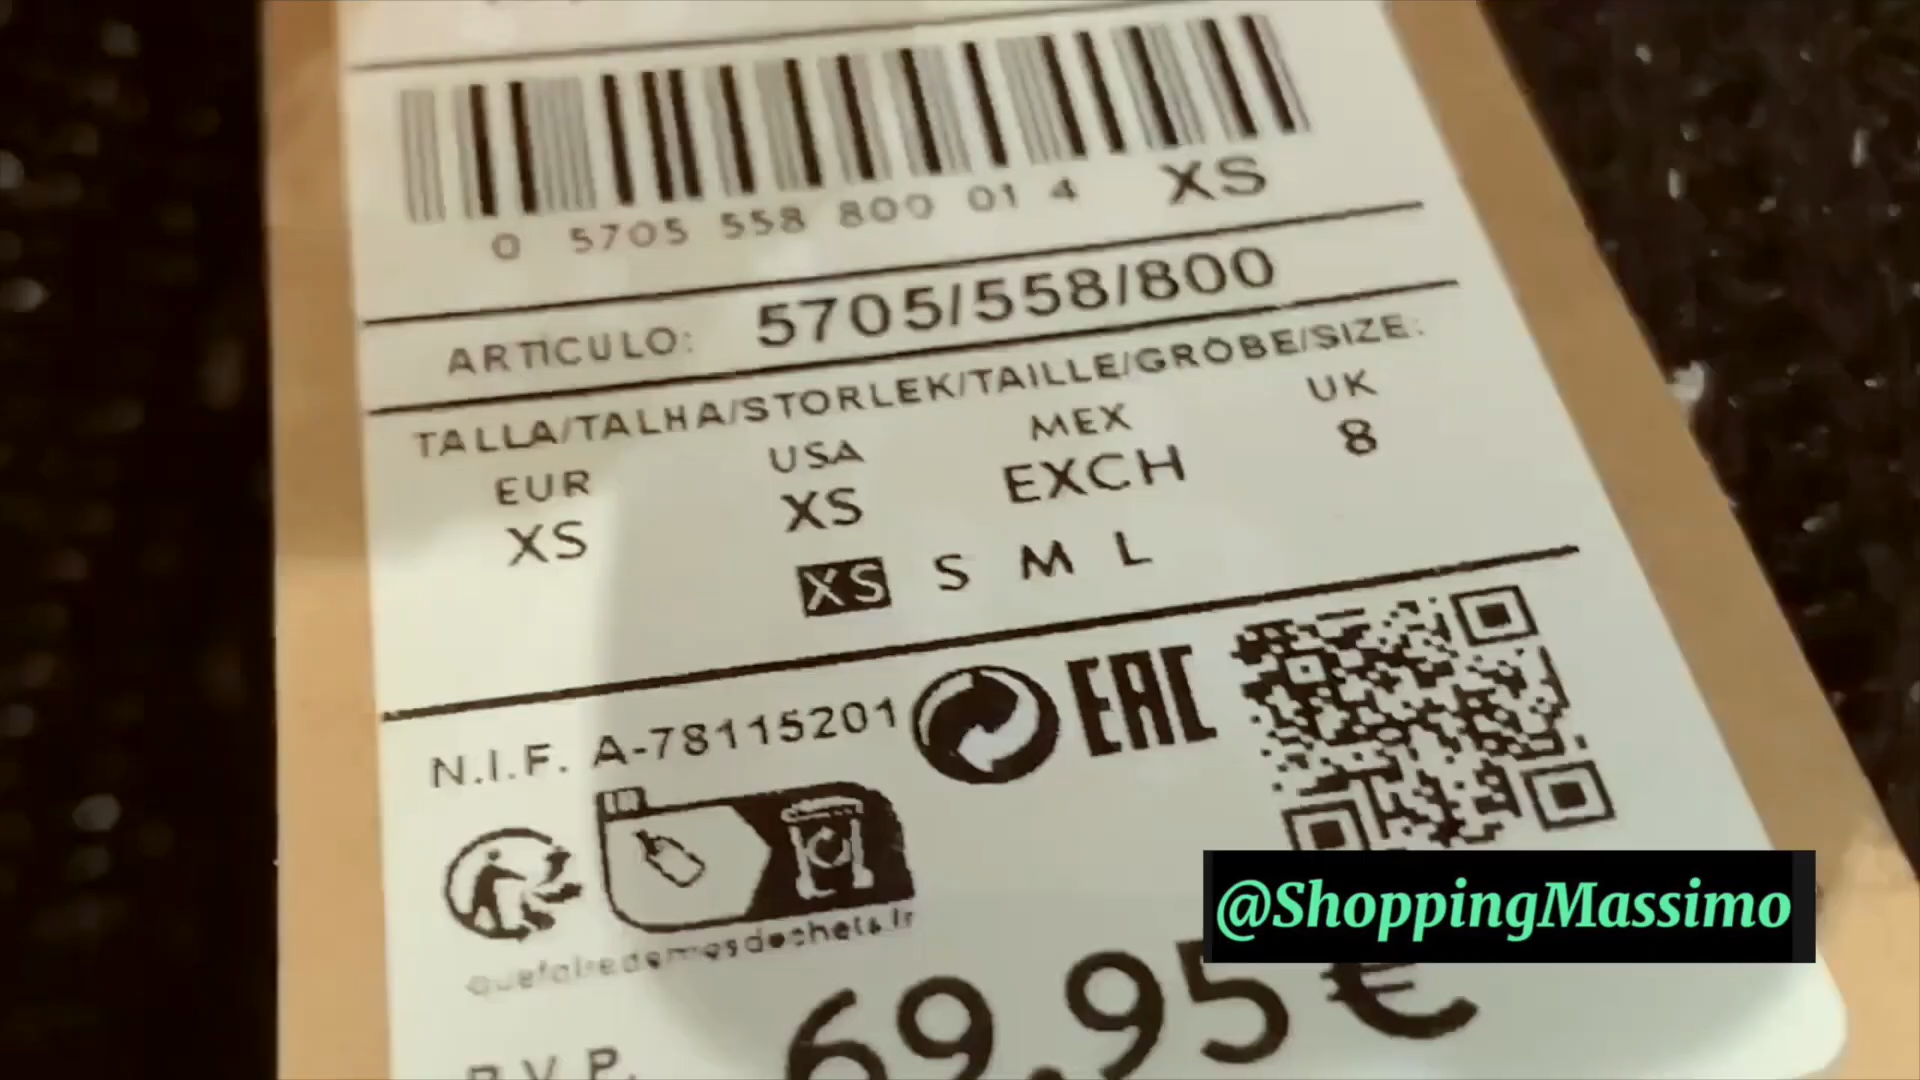 0 5705 558 800 01 4 XS
ARTICULO: 5705/558/800
TALLA/TALHA/STORLEK/TAILLE/GRÖBE/SIZE:
EUR USA MEX UK
XS XS EXCH 8
XS S M L
N.I.F. A-78115201
EAC
quefairedemesdechets.fr
@ShoppingMassimo
P.V.P. 69,95€